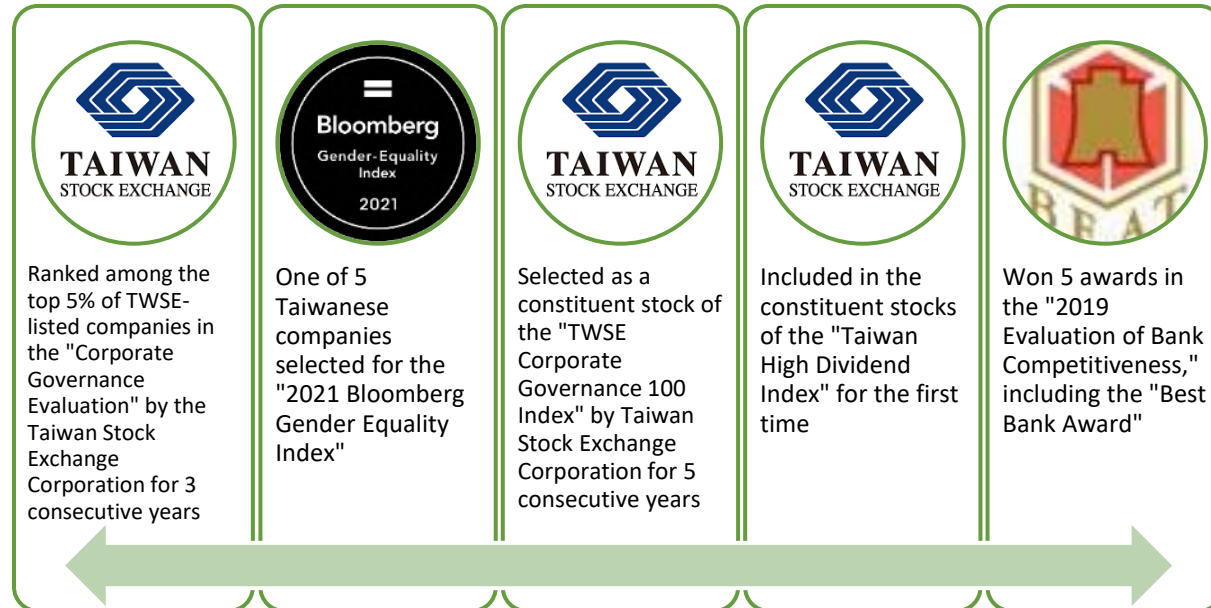 TAIWAN
STOCK EXCHANGE
Ranked among the
top 5% of TWSE-
listed companies in
the "Corporate
Governance
Evaluation" by the
Taiwan Stock
Exchange
Corporation for 3
consecutive years
=
Bloomberg
Gender-Equality
Index
2021
One of 5
Taiwanese
companies
selected for the
"2021 Bloomberg
Gender Equality
Index"
TAIWAN
STOCK EXCHANGE
Selected as a
constituent stock of
the "TWSE
Corporate
Governance 100
Index" by Taiwan
Stock Exchange
Corporation for 5
consecutive years
TAIWAN
STOCK EXCHANGE
Included in the
constituent stocks
of the "Taiwan
High Dividend
Index" for the first
time
BEAT
Won 5 awards in
the "2019
Evaluation of Bank
Competitiveness,"
including the "Best
Bank Award"